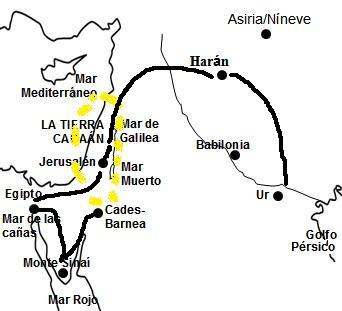 Asiria/Níneve
Harán
Mar
Mediterráneo
LA TIERRA
CANAÁN
Mar de
Galilea
Babilonia
Jerusalén
Mar
Muerto
Egipto
Ur
Mar de las
cañas
Cades-
Barnea
Golfo
Pérsico
Monte Sinaí
Mar Rojo